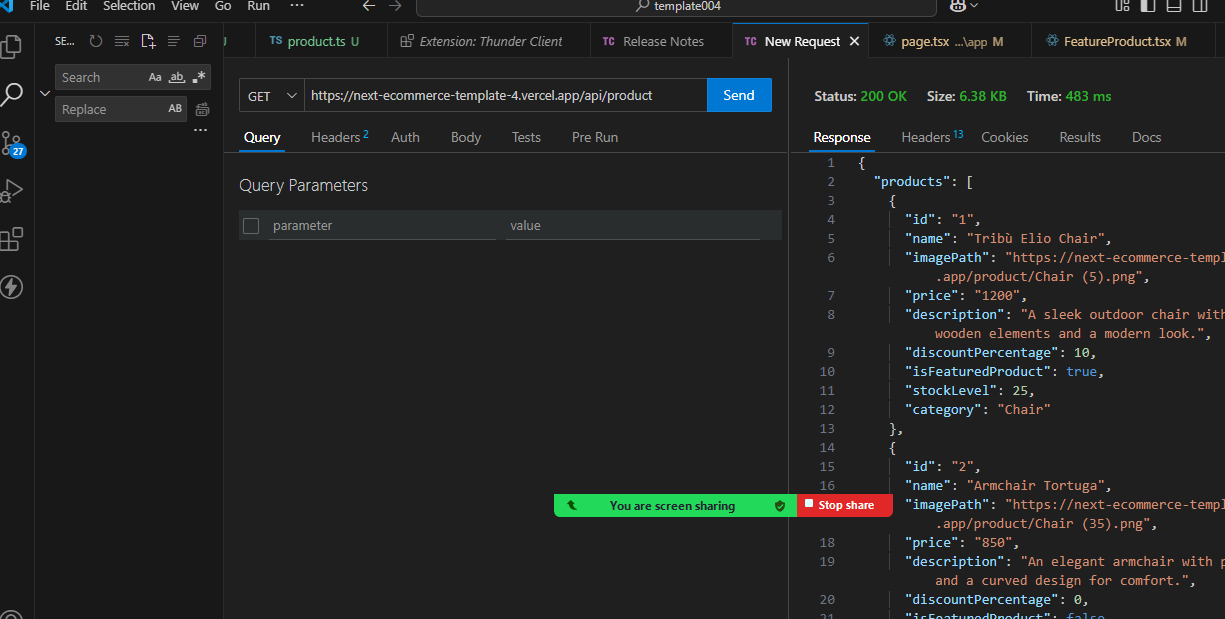 File Edit Selection View Go Run ··· template004
SE... U TS product.ts U Extension: Thunder Client TC Release Notes TC New Request page.tsx ...\app M FeatureProduct.tsx M
Search Aa ab
Replace AB
···
27
GET https://next-ecommerce-template-4.vercel.app/api/product Send
Query Headers 2 Auth Body Tests Pre Run
Query Parameters
parameter value
Status: 200 OK Size: 6.38 KB Time: 483 ms
Response Headers 13 Cookies Results Docs
1 {
2 "products": [
3 {
4 "id": "1",
5 "name": "Tribù Elio Chair",
6 "imagePath": "https://next-ecommerce-templ
.app/product/Chair (5).png",
7 "price": "1200",
8 "description": "A sleek outdoor chair with
wooden elements and a modern look.",
9 "discountPercentage": 10,
10 "isFeaturedProduct": true,
11 "stockLevel": 25,
12 "category": "Chair"
13 },
14 {
15 "id": "2",
16 "name": "Armchair Tortuga",
"imagePath": "https://next-ecommerce-templ
.app/product/Chair (35).png",
18 "price": "850",
19 "description": "An elegant armchair with p
and a curved design for comfort.",
20 "discountPercentage": 0,
21 "isFeaturedProduct": false
You are screen sharing Stop share